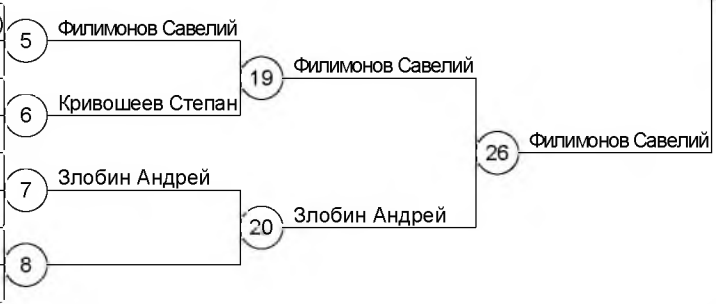 5 Филимонов Савелий
19 Филимонов Савелий
6 Кривошеев Степан
26 Филимонов Савелий
7 Злобин Андрей
20 Злобин Андрей
8